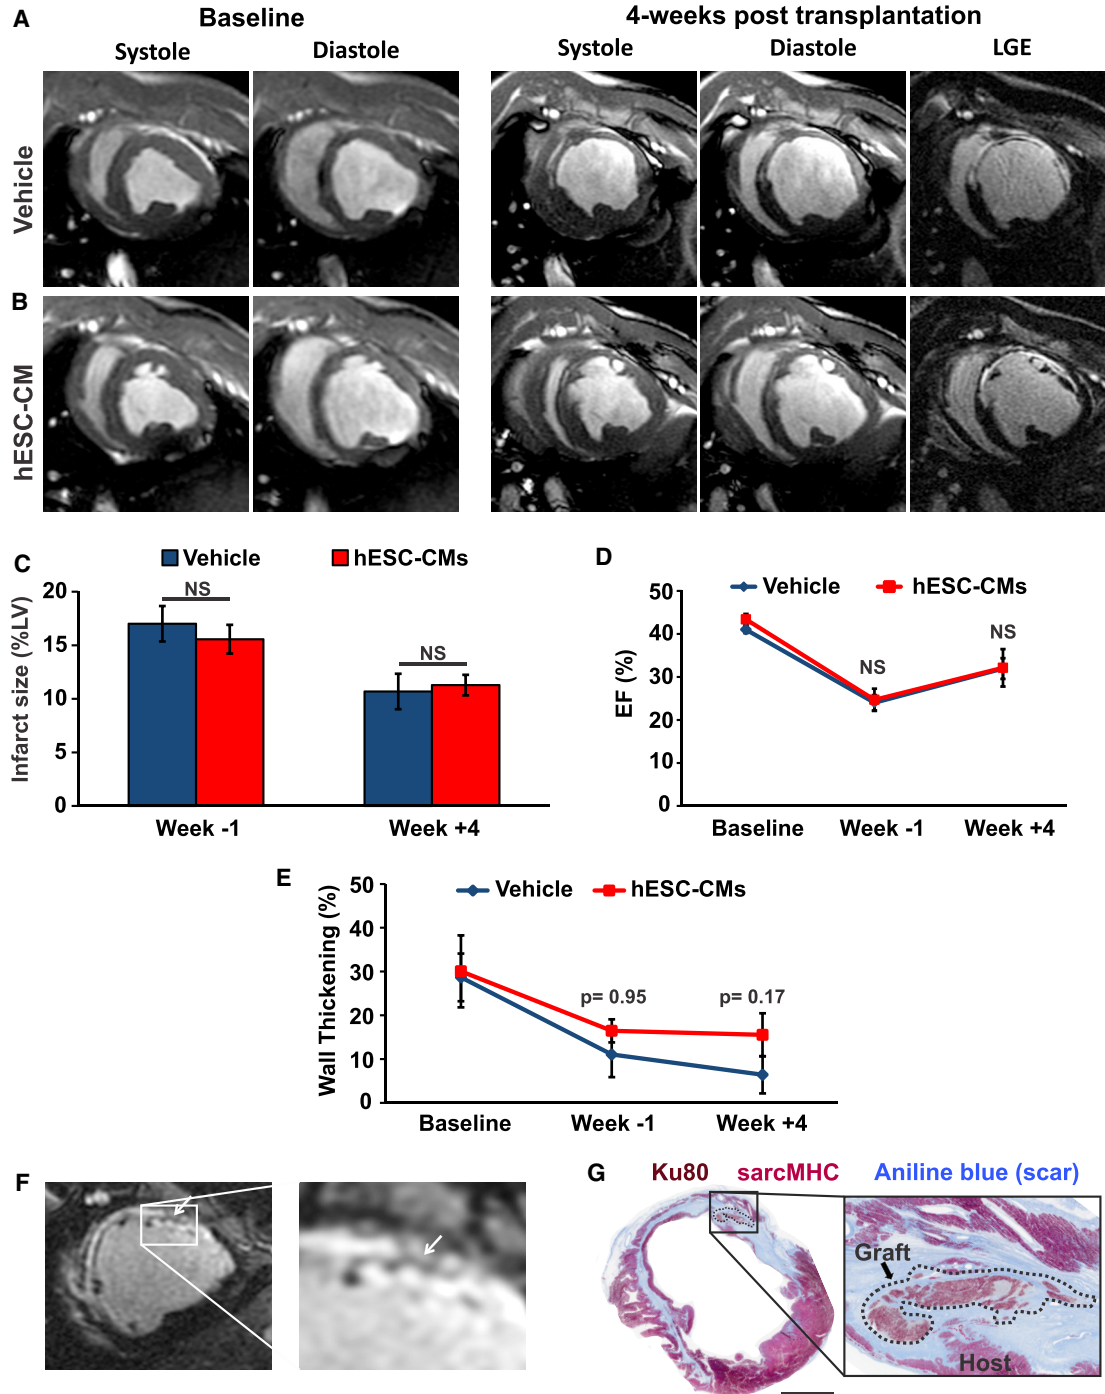 A
Baseline
4-weeks post transplantation
Systole
Diastole
Systole
Diastole
LGE
Vehicle
B
hESC-CM
C
Vehicle
hESC-CMs
Infarct size (%LV)
20
15
10
5
0
NS
NS
Week -1
Week +4
D
Vehicle
hESC-CMs
EF (%)
50
40
30
20
10
0
NS
NS
Baseline
Week -1
Week +4
E
Vehicle
hESC-CMs
Wall Thickening (%)
50
40
30
20
10
0
p= 0.95
p= 0.17
Baseline
Week -1
Week +4
F
G
Ku80
sarcMHC
Aniline blue (scar)
Graft
Host